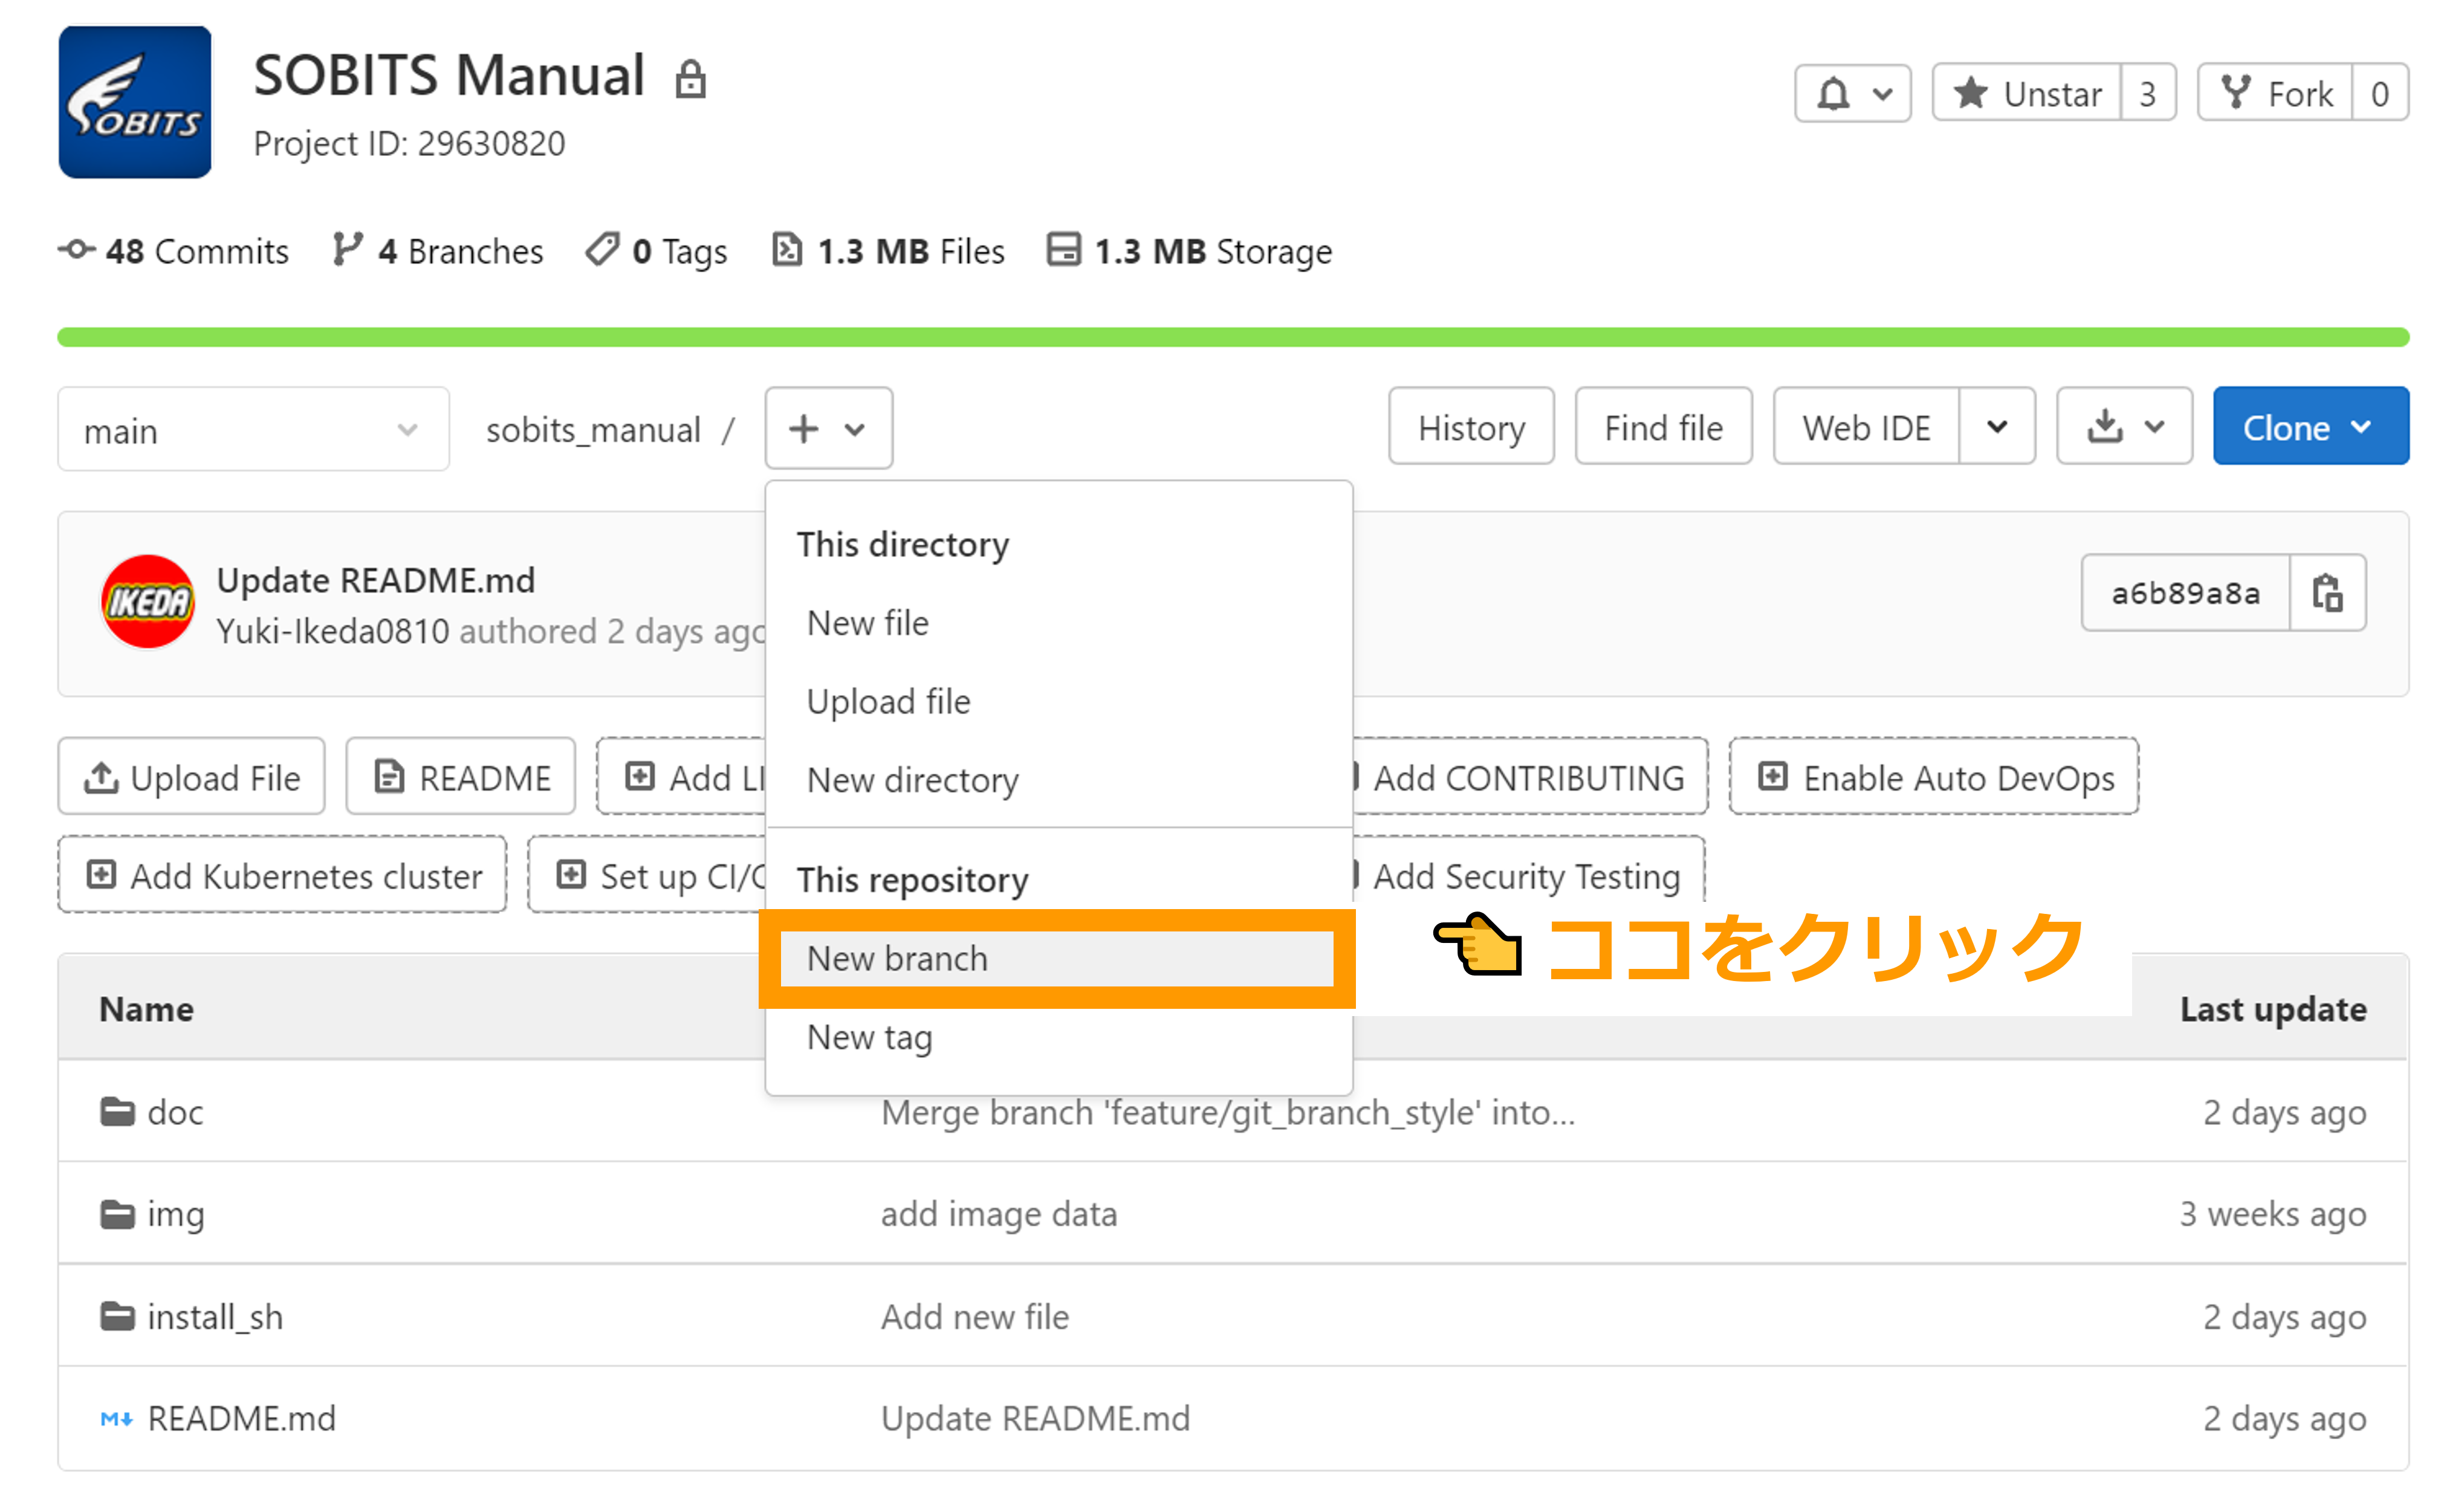 SOBITS Manual
SOBITS
Project ID: 29630820
Unstar 3
Fork 0
48 Commits 4 Branches 0 Tags 1.3 MB Files 1.3 MB Storage
main
sobits_manual /
History
Find file
Web IDE
Clone
This directory
New file
Upload file
New directory
This repository
New branch
New tag
ココをクリック
IKEDA
Update README.md
Yuki-Ikeda0810 authored 2 days ago
a6b89a8a
Upload File
README
Add LI
Add CONTRIBUTING
Enable Auto DevOps
Add Kubernetes cluster
Set up CI/C
Add Security Testing
Name Last update
doc Merge branch 'feature/git_branch_style' into... 2 days ago
img add image data 3 weeks ago
install_sh Add new file 2 days ago
README.md Update README.md 2 days ago